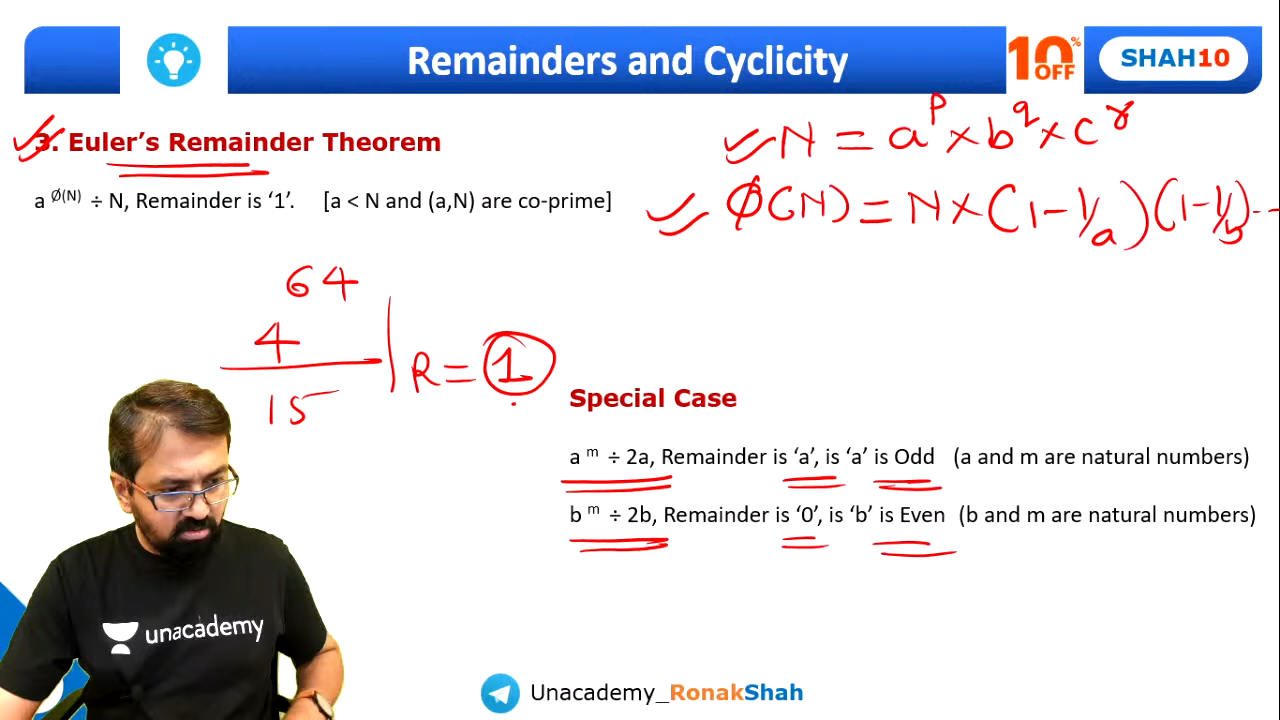 Remainders and Cyclicity
10% OFF
SHAH10
3. Euler's Remainder Theorem
a Ø(N) ÷ N, Remainder is '1'. [a < N and (a,N) are co-prime]
N = a^p × b^q × c^r
Ø(N) = N × (1 - 1/a) (1 - 1/b) --
64
4
15
R = 1
Special Case
a m ÷ 2a, Remainder is 'a', is 'a' is Odd (a and m are natural numbers)
b m ÷ 2b, Remainder is '0', is 'b' is Even (b and m are natural numbers)
unacademy
Unacademy_RonakShah